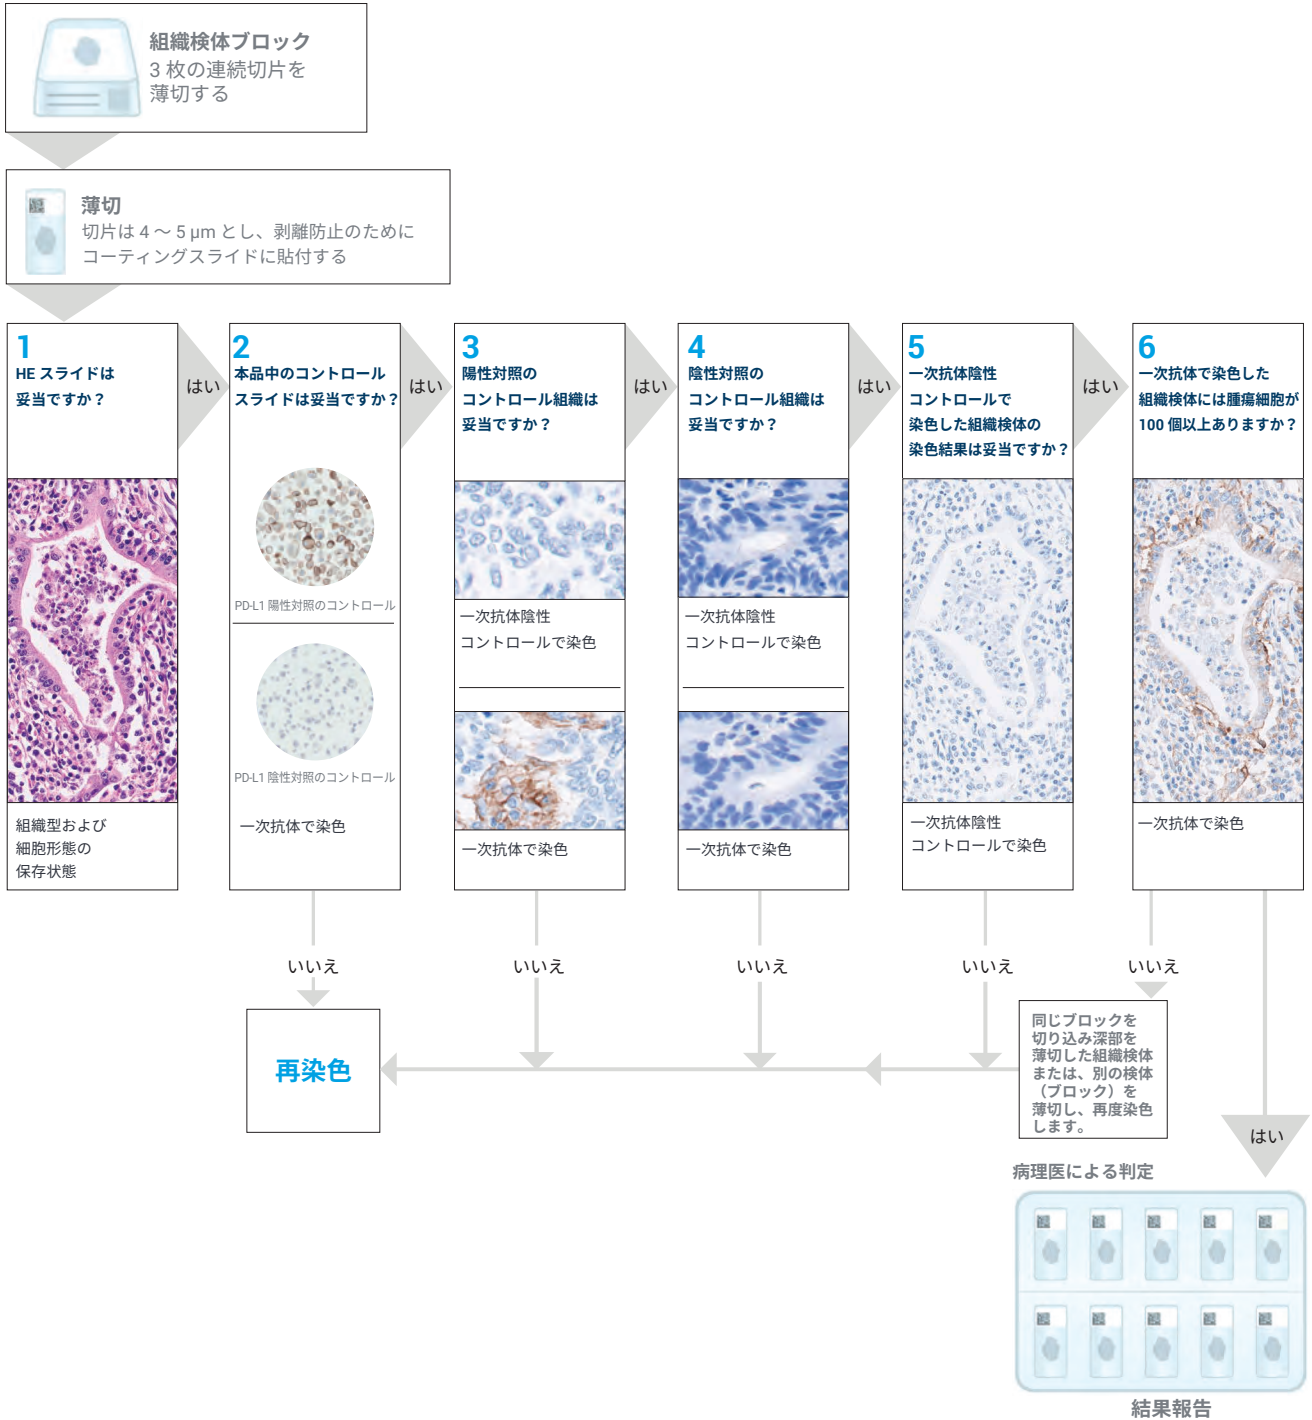 組織検体ブロック
3 枚の連続切片を
薄切する
薄切
切片は 4 ～ 5 μm とし、剥離防止のために
コーティングスライドに貼付する
1
HE スライドは
妥当ですか？
はい
2
本品中のコントロール
スライドは妥当ですか？
はい
3
陽性対照の
コントロール組織は
妥当ですか？
はい
4
陰性対照の
コントロール組織は
妥当ですか？
はい
5
一次抗体陰性
コントロールで
染色した組織検体の
染色結果は妥当ですか？
はい
6
一次抗体で染色した
組織検体には腫瘍細胞が
100 個以上ありますか？
組織型および
細胞形態の
保存状態
PD-L1 陽性対照のコントロール
PD-L1 陰性対照のコントロール
一次抗体で染色
一次抗体陰性
コントロールで染色
一次抗体で染色
一次抗体陰性
コントロールで染色
一次抗体で染色
一次抗体陰性
コントロールで染色
一次抗体で染色
いいえ
いいえ
いいえ
いいえ
いいえ
再染色
同じブロックを
切り込み深部を
薄切した組織検体
または、別の検体
（ブロック）を
薄切し、再度染色
します。
はい
病理医による判定
結果報告